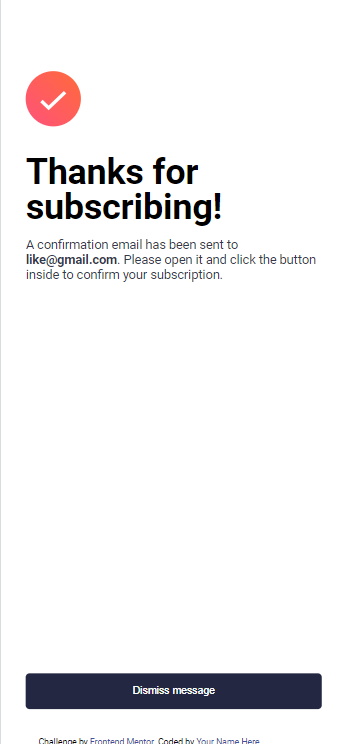 Thanks for
subscribing!
A confirmation email has been sent to
like@gmail.com. Please open it and click the button
inside to confirm your subscription.
Dismiss message
Challenge by Frontend Mentor. Coded by Your Name Here.